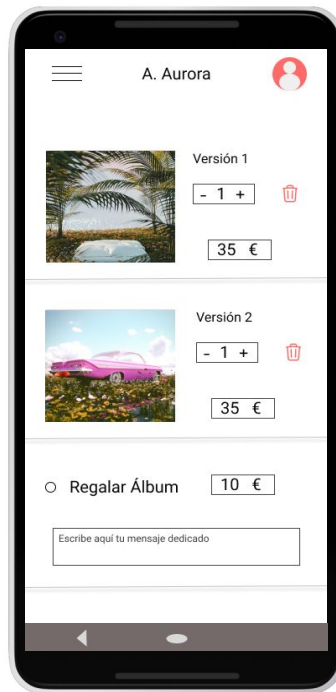 A. Aurora
Versión 1
- 1 +
35 €
Versión 2
- 1 +
35 €
Regalar Álbum
10 €
Escribe aquí tu mensaje dedicado